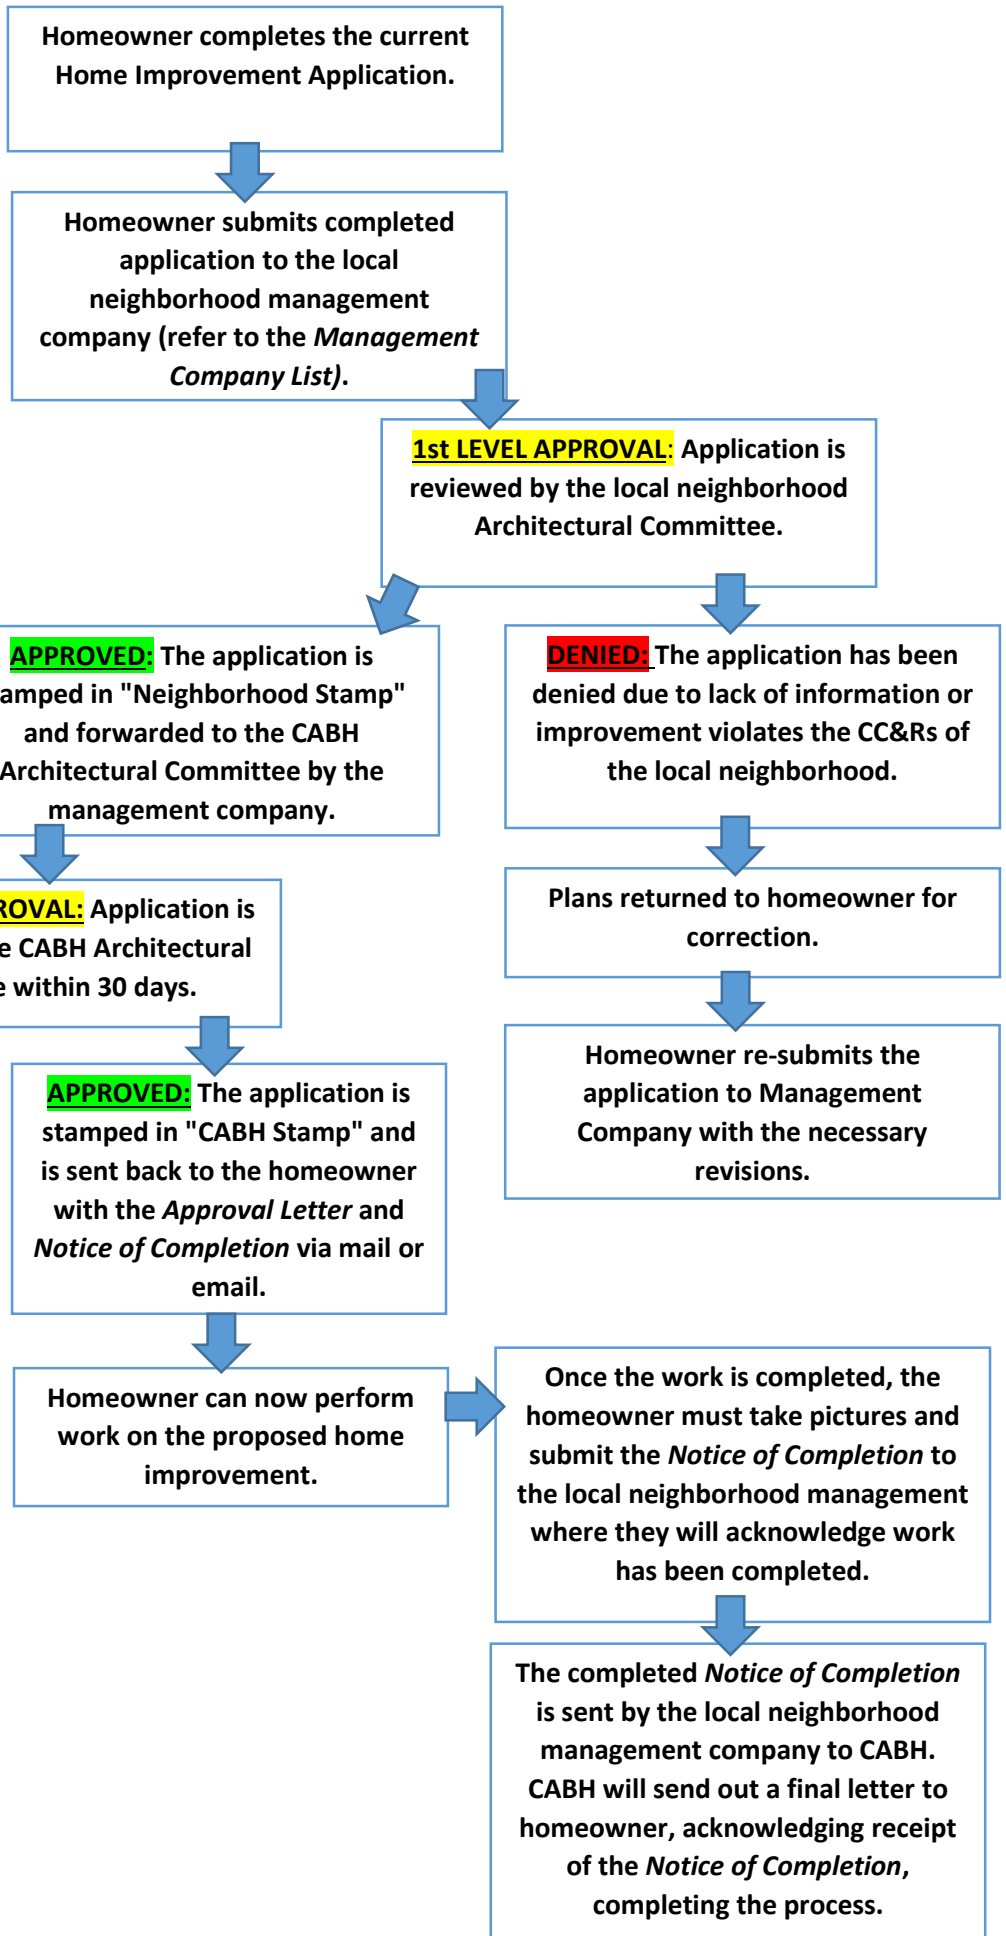 Homeowner completes the current
Home Improvement Application.
Homeowner submits completed
application to the local
neighborhood management
company (refer to the Management
Company List).
1st LEVEL APPROVAL: Application is
reviewed by the local neighborhood
Architectural Committee.
APPROVED: The application is
in "Neighborhood Stamp"
and forwarded to the CABH
Architectural Committee by the
management company.
DENIED: The application has been
denied due to lack of information or
improvement violates the CC&Rs of
the local neighborhood.
Application is
CABH Architectural
within 30 days.
Plans returned to homeowner for
correction.
Homeowner re-submits the
application to Management
Company with the necessary
revisions.
APPROVED: The application is
stamped in "CABH Stamp" and
is sent back to the homeowner
with the Approval Letter and
Notice of Completion via mail or
email.
Homeowner can now perform
work on the proposed home
improvement.
Once the work is completed, the
homeowner must take pictures and
submit the Notice of Completion to
the local neighborhood management
where they will acknowledge work
has been completed.
The completed Notice of Completion
is sent by the local neighborhood
management company to CABH.
CABH will send out a final letter to
homeowner, acknowledging receipt
of the Notice of Completion,
completing the process.